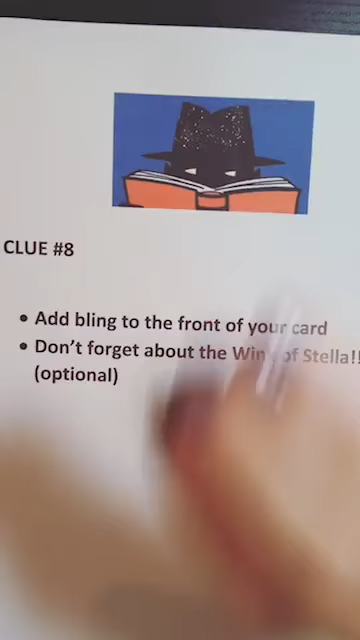 CLUE #8
• Add bling to the front of your card
• Don't forget about the of Stella!!
(optional)